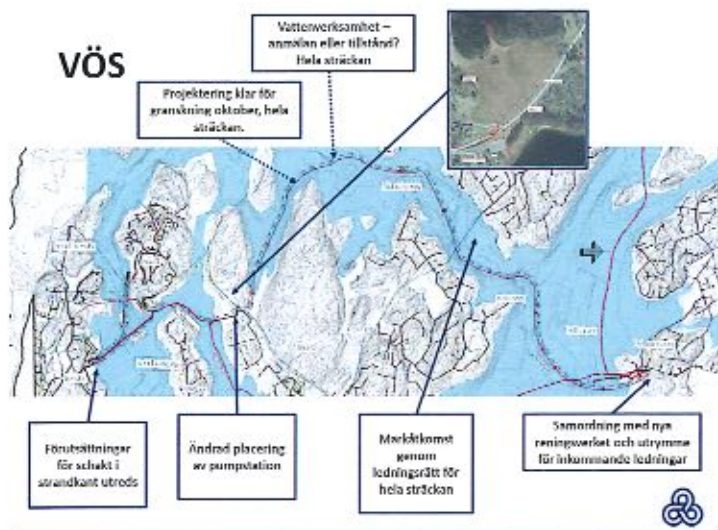 VÖS
Vattenverksamhet –
anmälan eller tillstånd?
Hela sträckan
Projektering klar för
granskning oktober, hela
sträckan.
Förutsättningar
för schakt i
strandkant utreds
Ändrad placering
av pumpstation
Markåtkomst
genom
ledningsrätt för
hela sträckan
Samordning med nya
reningsverket och utrymme
för inkommande ledningar